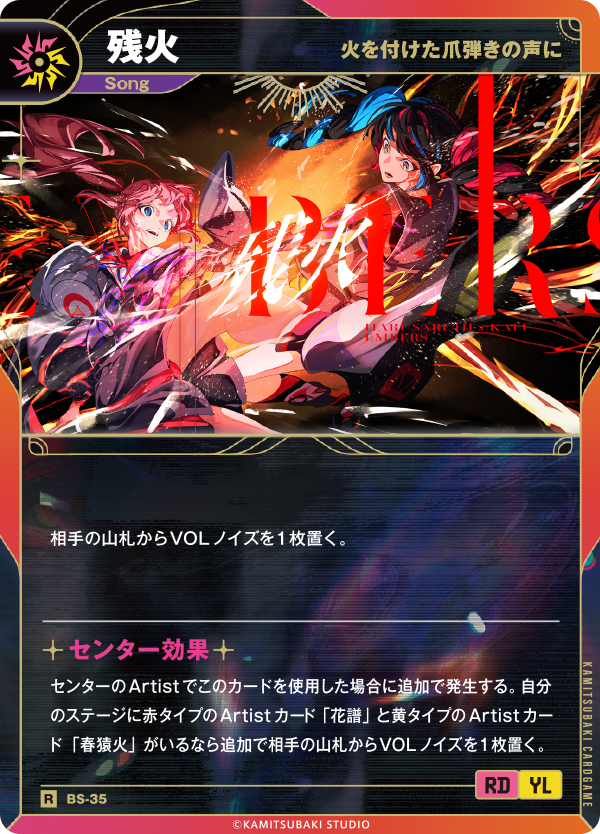 残火
火を付けた爪弾きの声に
Song
残火
HARUSARUHI × KAFU
EMBERS
相手の山札からVOLノイズを1枚置く。
センター効果
センターのArtistでこのカードを使用した場合に追加で発生する。自分
のステージに赤タイプのArtistカード「花譜」と黄タイプのArtistカー
ド「春猿火」がいるなら追加で相手の山札からVOLノイズを1枚置く。
RD YL
R BS-35
KAMITSUBAKI CARDGAME
©KAMITSUBAKI STUDIO